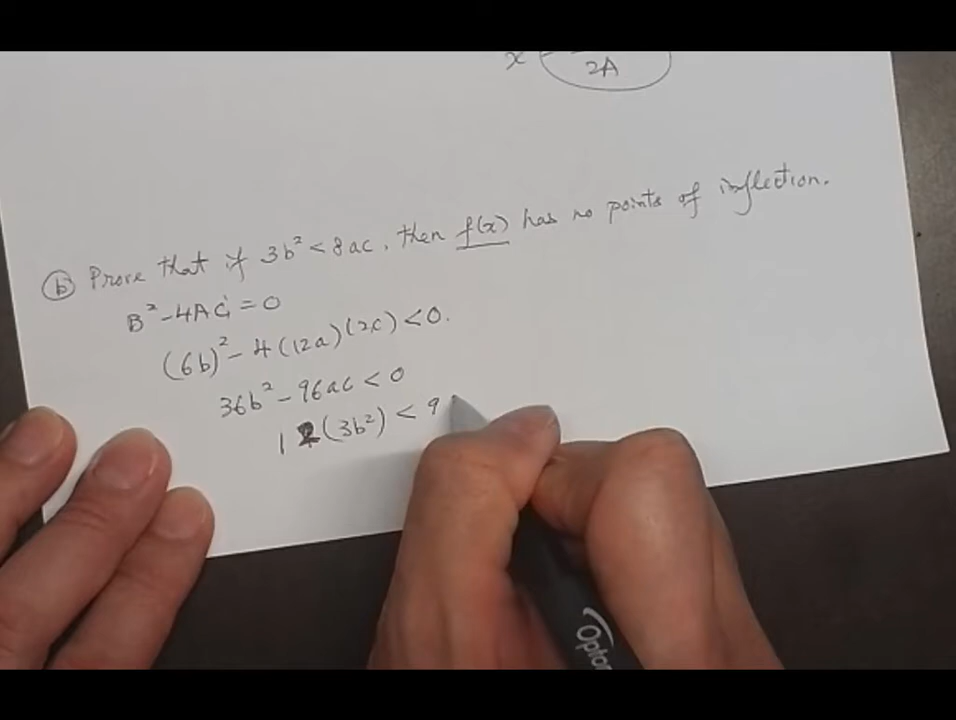 x
2A
(b) Prove that if 3b² < 8ac, then f(x) has no points of inflection.
B² - 4AC = 0
(6b)² - 4(12a)(2c) < 0.
36b² - 96ac < 0
12(3b²) < 9
Opto